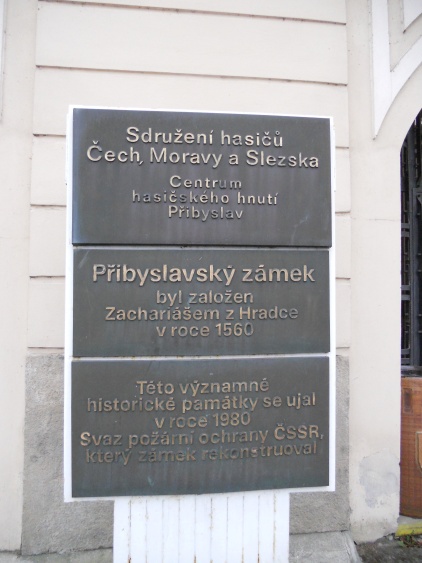 Sdružení hasičů
Čech, Moravy a Slezska
Centrum
hasičského hnutí
Přibyslav
Přibyslavský zámek
byl založen
Zachariášem z Hradce
v roce 1560
Této významné
historické památky se ujal
v roce 1980
Svaz požární ochrany ČSSR,
který zámek rekonstruoval